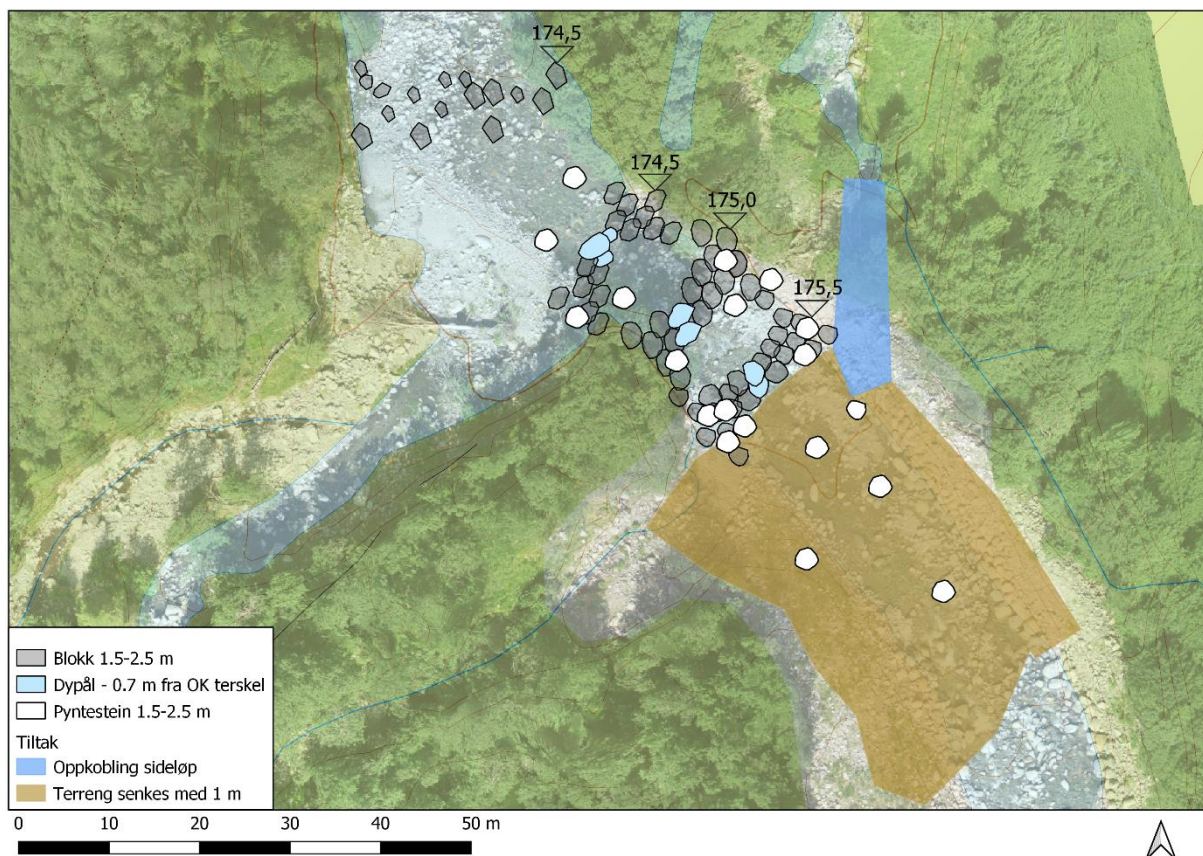 174,5
174,5
175,0
175,5
Blokk 1.5-2.5 m
Dypål - 0.7 m fra OK terskel
Pyntestein 1.5-2.5 m
Tiltak
Oppkobling sideløp
Terreng senkes med 1 m
0 10 20 30 40 50 m